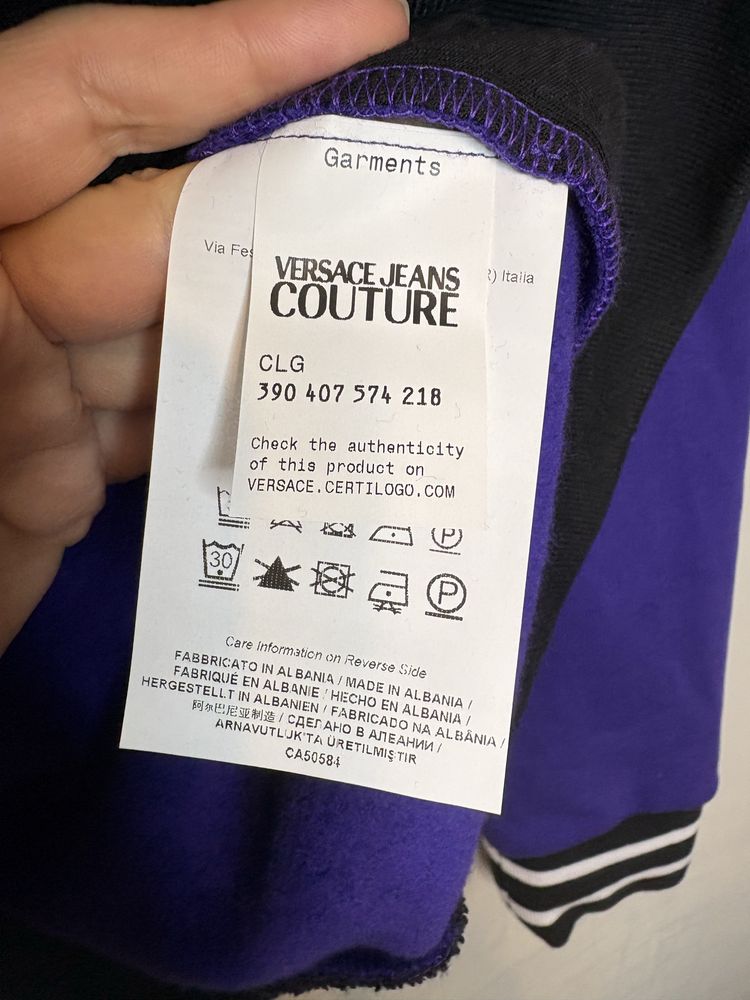 Garments
Via Fes
R) Italia
VERSACE JEANS
COUTURE
CLG
390 407 574 218
Check the authenticity
of this product on
VERSACE.CERTILOGO.COM
30
P
P
Care Information on Reverse Side
FABBRICATO IN ALBANIA / MADE IN ALBANIA /
FABRIQUÉ EN ALBANIE / HECHO EN ALBANIA /
HERGESTELLT IN ALBANIEN / FABRICADO NA ALBÂNIA /
阿尔巴尼亚制造 / СДЕЛАНО В АЛБАНИИ /
ARNAVUTLUK'TA ÜRETILMIŞTIR
CA50584